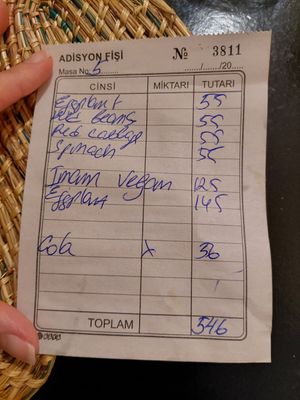 ADİSYON FİŞİ
№ 3811
Masa No: 5 ....../....../20....
CİNSİ MİKTARI TUTARI
Eggplant 55
beans 55
Red cabbage 55
Spinach 55
Imam vegan 125
Eggplant 145
Cola x 36
TOPLAM 546